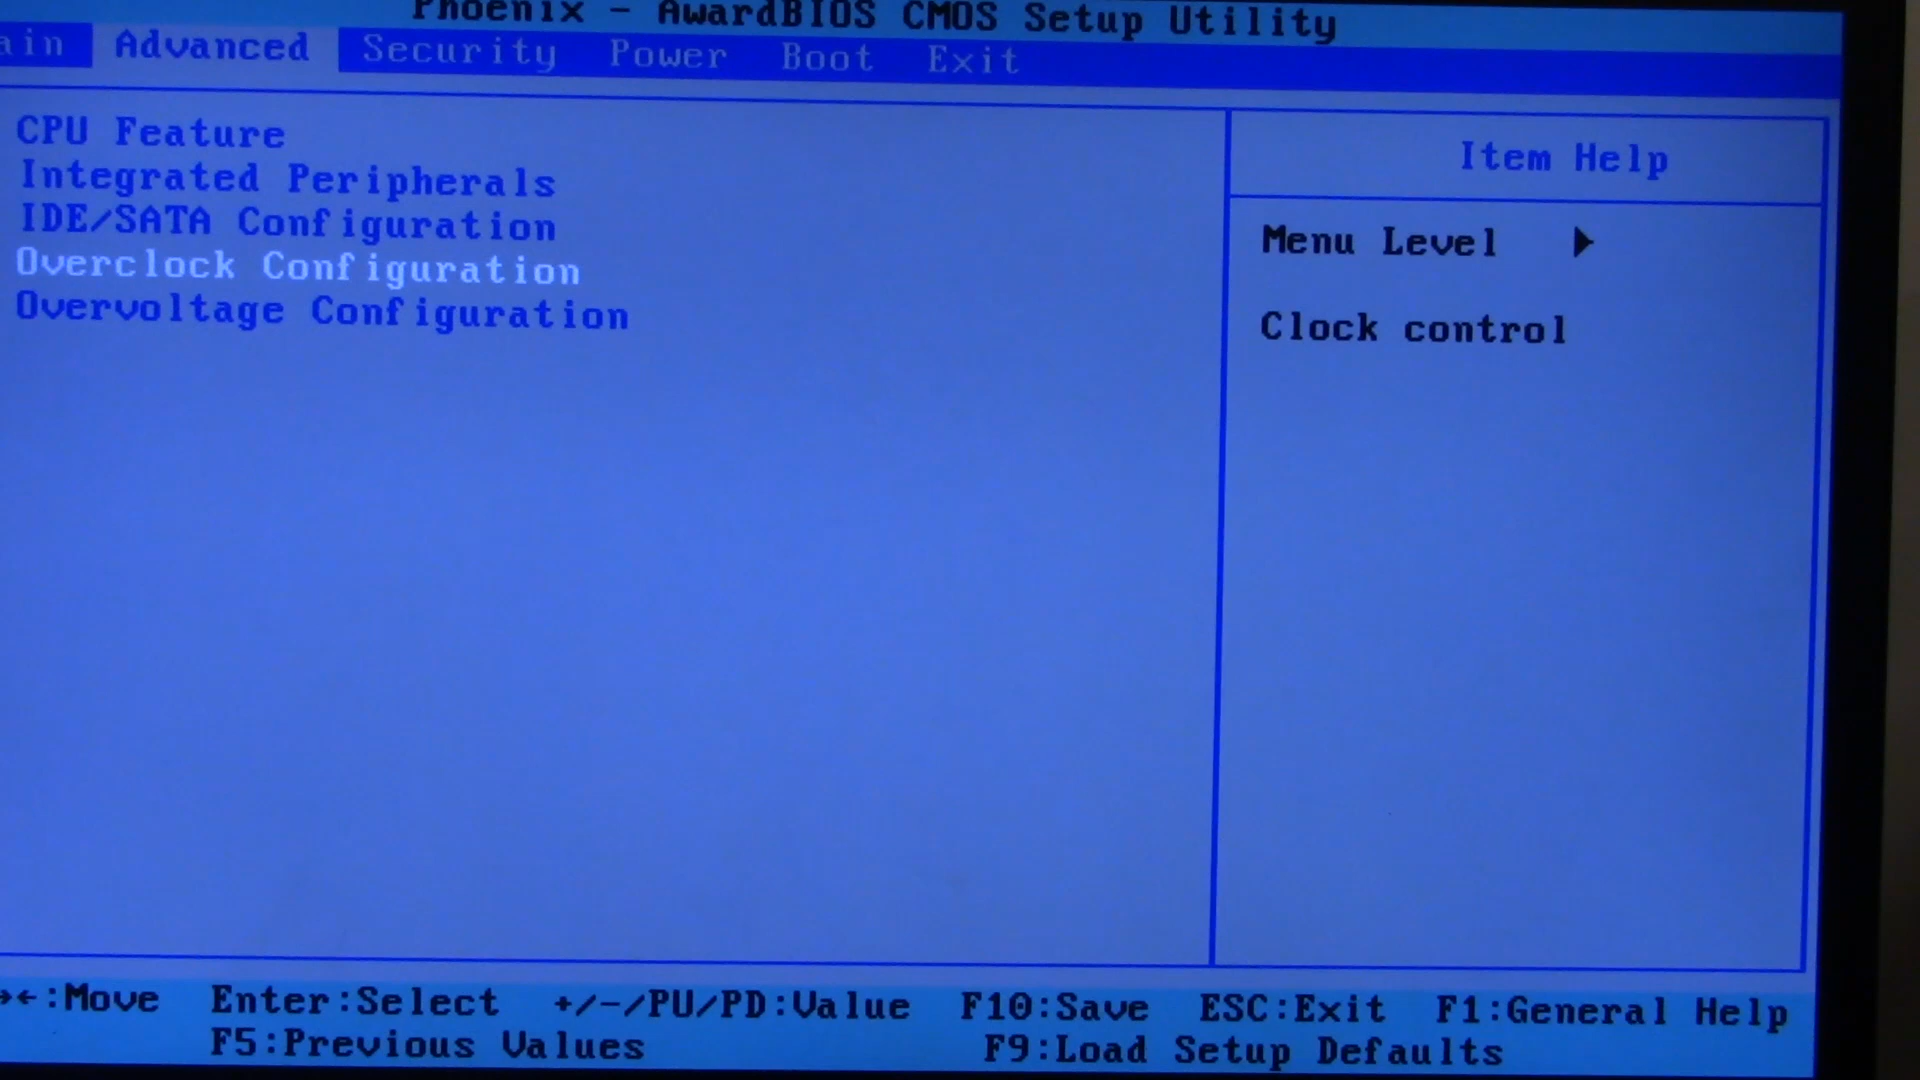 Phoenix - AwardBIOS CMOS Setup Utility
ain Advanced Security Power Boot Exit
CPU Feature
Integrated Peripherals
IDE/SATA Configuration
Overclock Configuration
Overvoltage Configuration
Item Help
Menu Level ▶
Clock control
→←:Move Enter:Select +/-/PU/PD:Value F10:Save ESC:Exit F1:General Help
F5:Previous Values F9:Load Setup Defaults